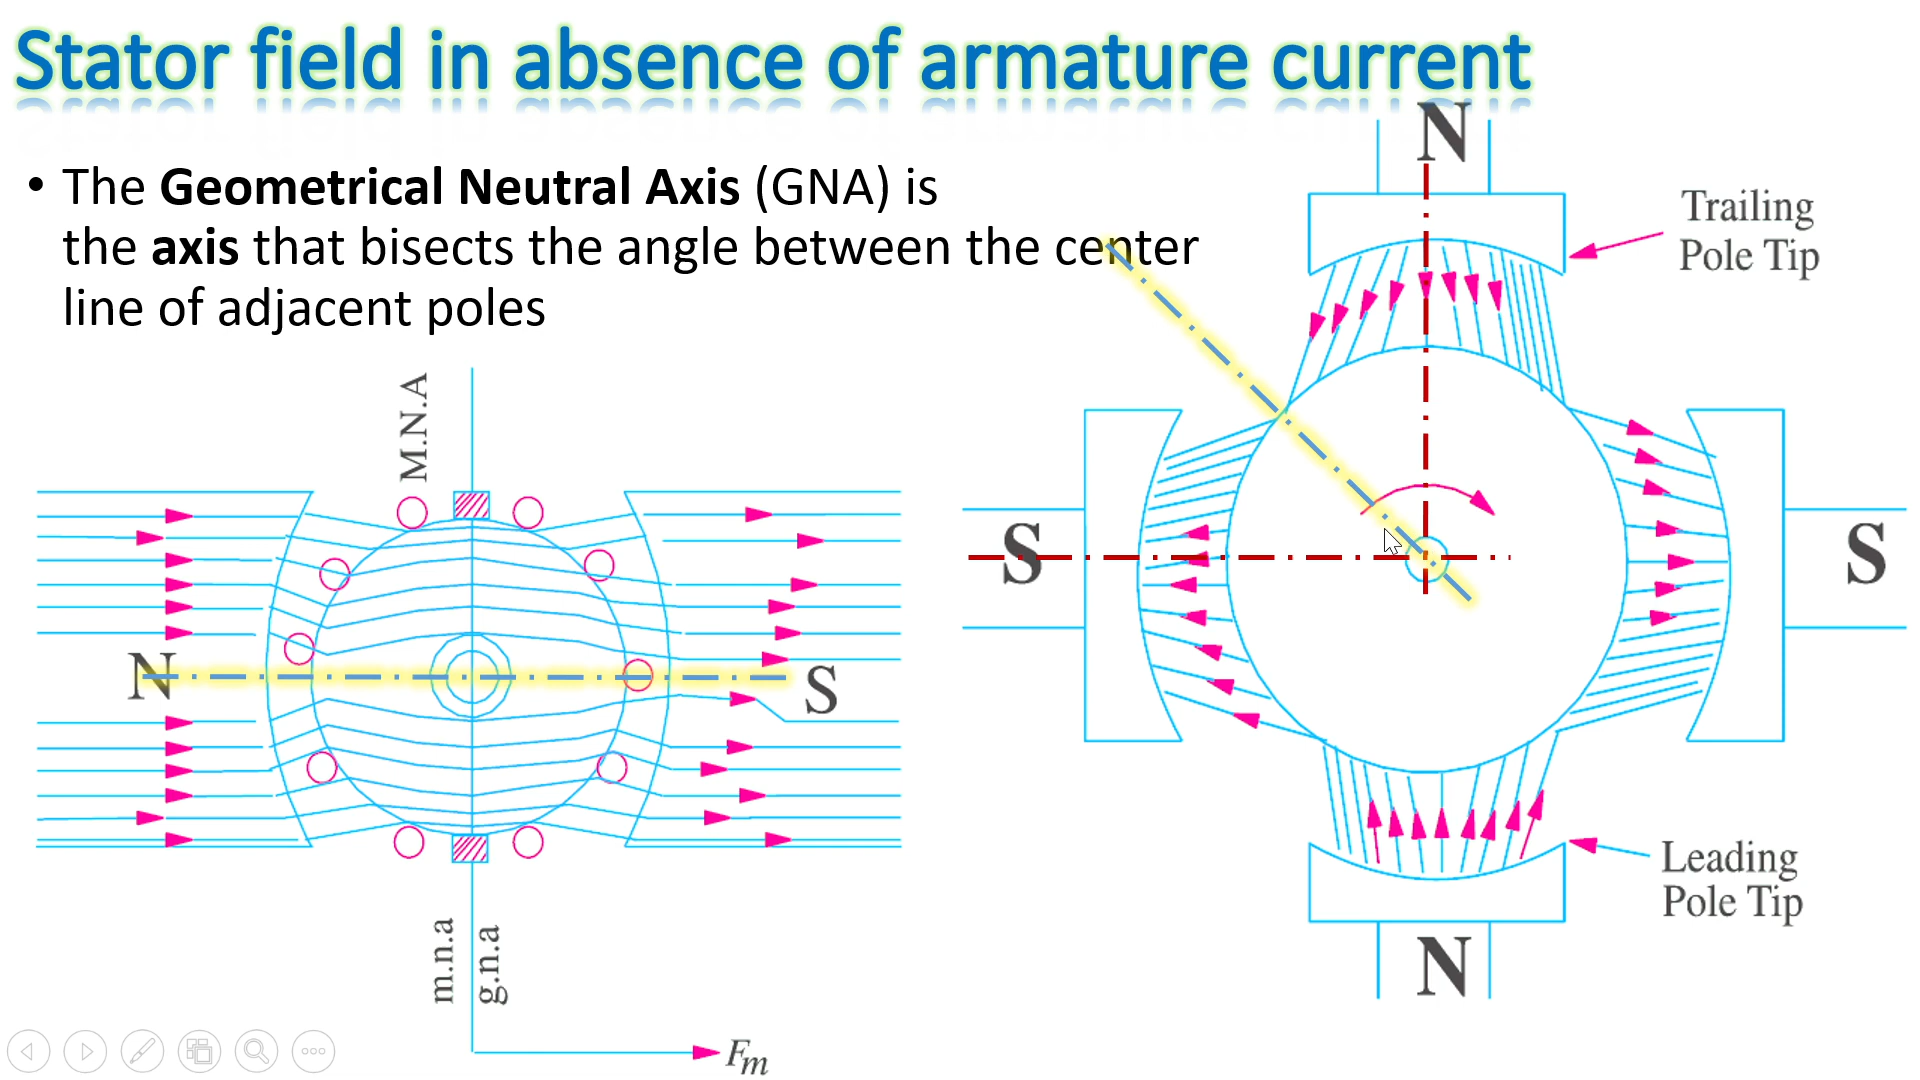 Stator field in absence of armature current
• The Geometrical Neutral Axis (GNA) is
the axis that bisects the angle between the center
line of adjacent poles
N
Trailing
Pole Tip
M.N.A
S
S
N
S
Leading
Pole Tip
m.n.a
g.n.a
N
Fm